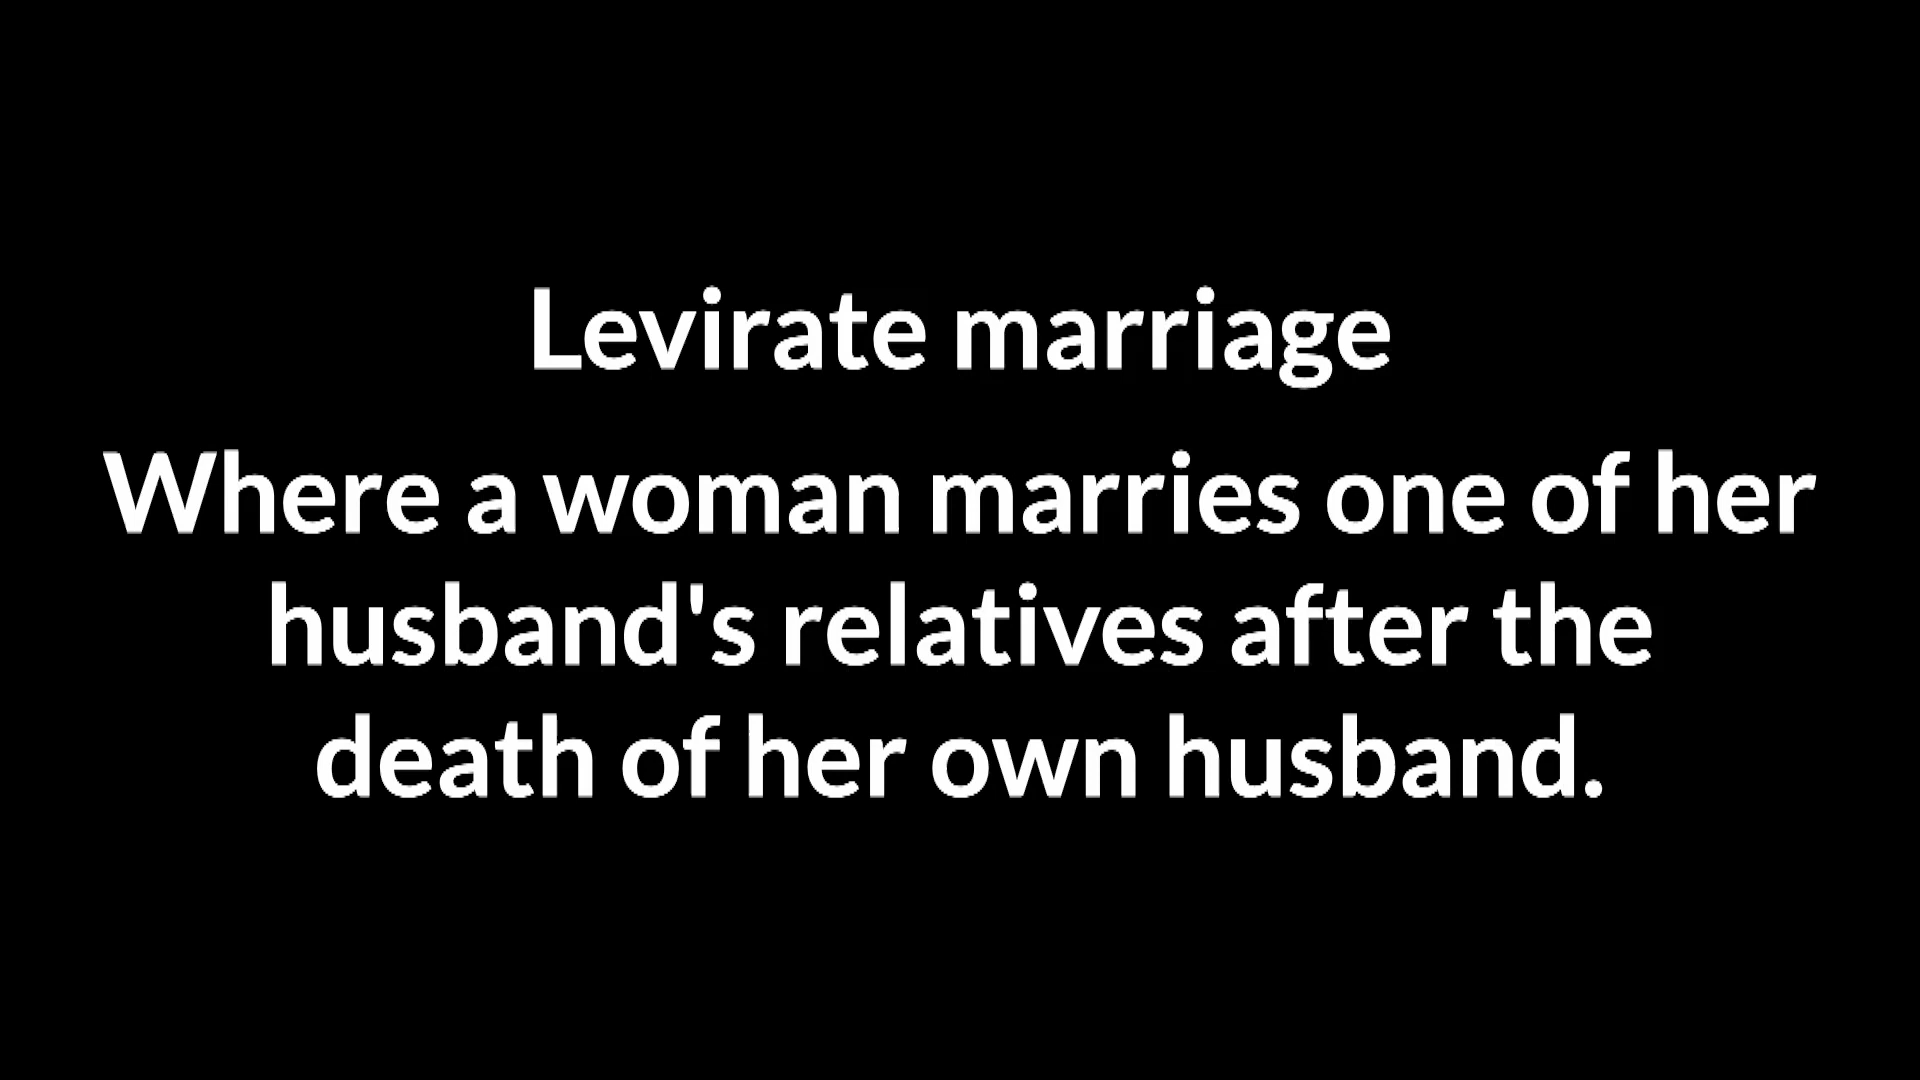 Levirate marriage
Where a woman marries one of her
husband's relatives after the
death of her own husband.